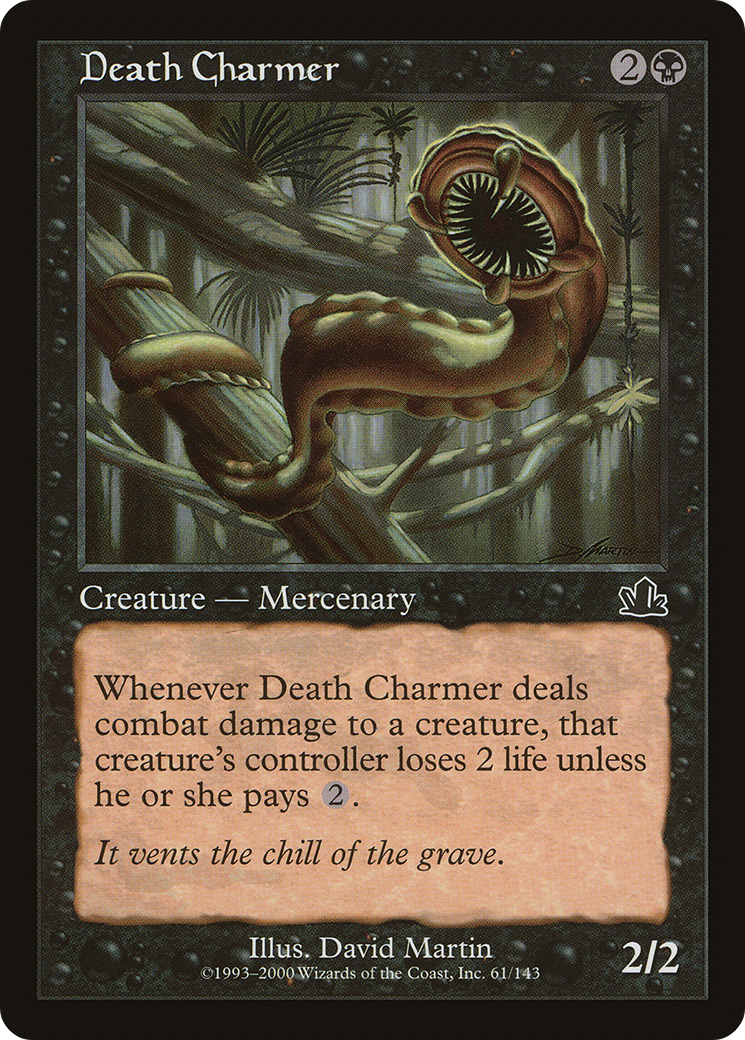 Death Charmer 2
D. MARTIN
Creature — Mercenary
Whenever Death Charmer deals
combat damage to a creature, that
creature's controller loses 2 life unless
he or she pays 2.
It vents the chill of the grave.
Illus. David Martin
©1993–2000 Wizards of the Coast, Inc. 61/143
2/2